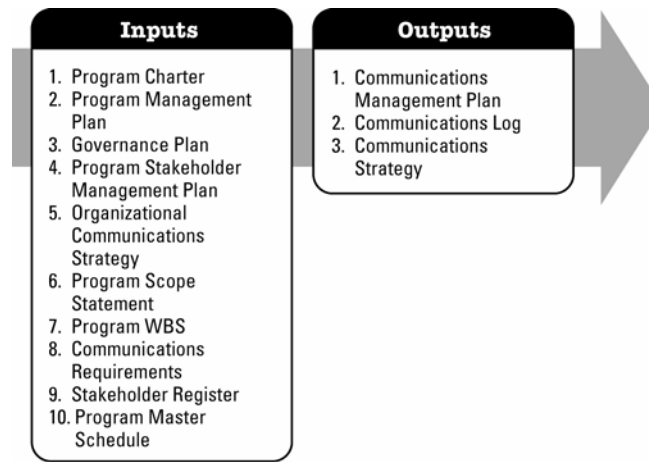 Inputs
1. Program Charter
2. Program Management
Plan
3. Governance Plan
4. Program Stakeholder
Management Plan
5. Organizational
Communications
Strategy
6. Program Scope
Statement
7. Program WBS
8. Communications
Requirements
9. Stakeholder Register
10. Program Master
Schedule
Outputs
1. Communications
Management Plan
2. Communications Log
3. Communications
Strategy